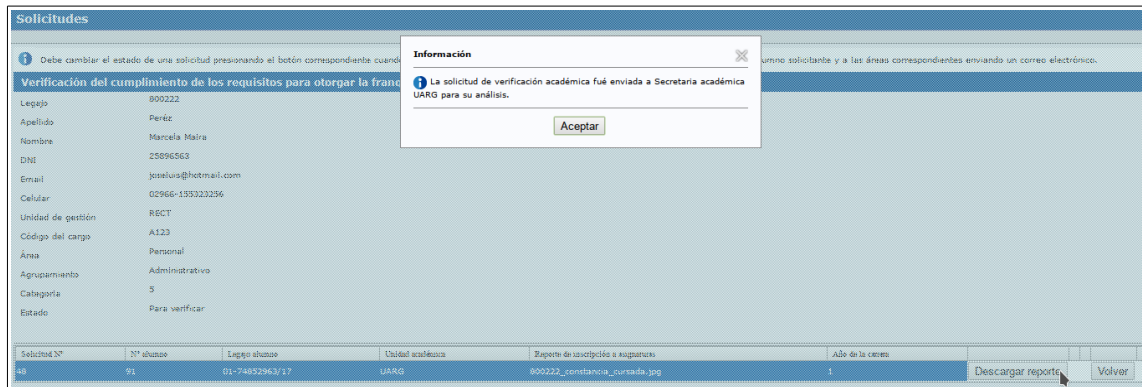 Solicitudes
Debe cambiar el estado de una solicitud presionando el botón correspondiente cuando
umno solicitante y a las áreas correspondientes enviando un correo electrónico.
Información
La solicitud de verificación académica fué enviada a Secretaria académica
UARG para su análisis.
Aceptar
Verificación del cumplimiento de los requisitos para otorgar la franq
Legajo 800222
Apellido Peréz
Nombre Marcela Maira
DNI 25896563
Email joseluis@hotmail.com
Celular 02966-155323256
Unidad de gestión RECT
Código del cargo A123
Área Personal
Agrupamiento Administrativo
Categoría 5
Estado Para verificar
Solicitud Nº Nº alumno Legajo alumno Unidad académica Reporte de inscripción a asignaturas Año de la carrera
48 91 01-74852963/17 UARG 800222_constancia_cursada.jpg 1 Descargar reporte Volver